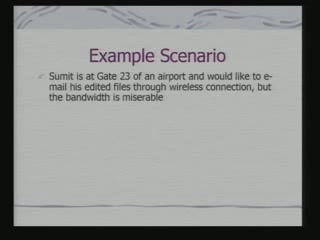 Example Scenario
Sumit is at Gate 23 of an airport and would like to e-
mail his edited files through wireless connection, but
the bandwidth is miserable